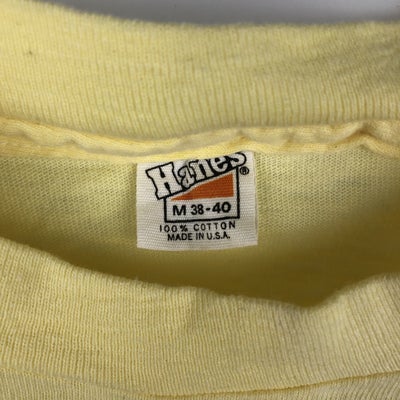 Hanes®
M 38-40
100% COTTON
MADE IN U.S.A.